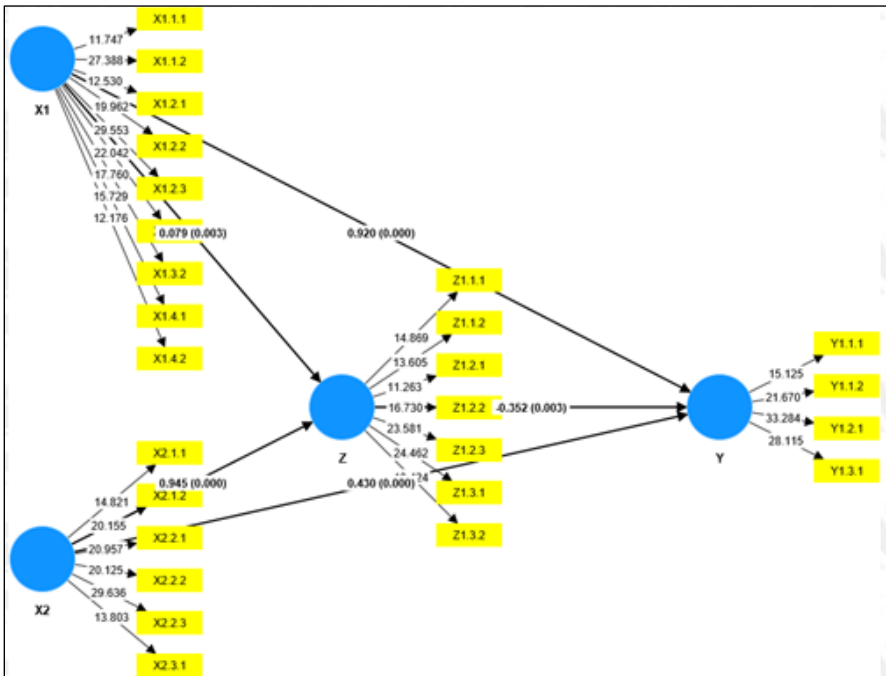 X1.1.1
11.747
27.388
X1.1.2
12.530
X1.2.1
19.962
X1
X1.2.2
29.553
22.042
X1.2.3
17.760
15.729
12.176
0.079 (0.003)
0.920 (0.000)
X1.3.2
X1.4.1
X1.4.2
Z1.1.1
14.869
Z1.1.2
13.605
Z1.2.1
11.263
16.730
Z1.2.2
-0.352 (0.003)
23.581
Z1.2.3
24.462
Z
Z1.3.1
Z1.3.2
Y1.1.1
15.125
Y1.1.2
21.670
33.284
Y1.2.1
28.115
Y
Y1.3.1
X2.1.1
0.945 (0.000)
0.430 (0.000)
X2.1.2
14.821
20.155
X2.2.1
20.957
20.125
X2.2.2
29.636
X2
13.803
X2.2.3
X2.3.1